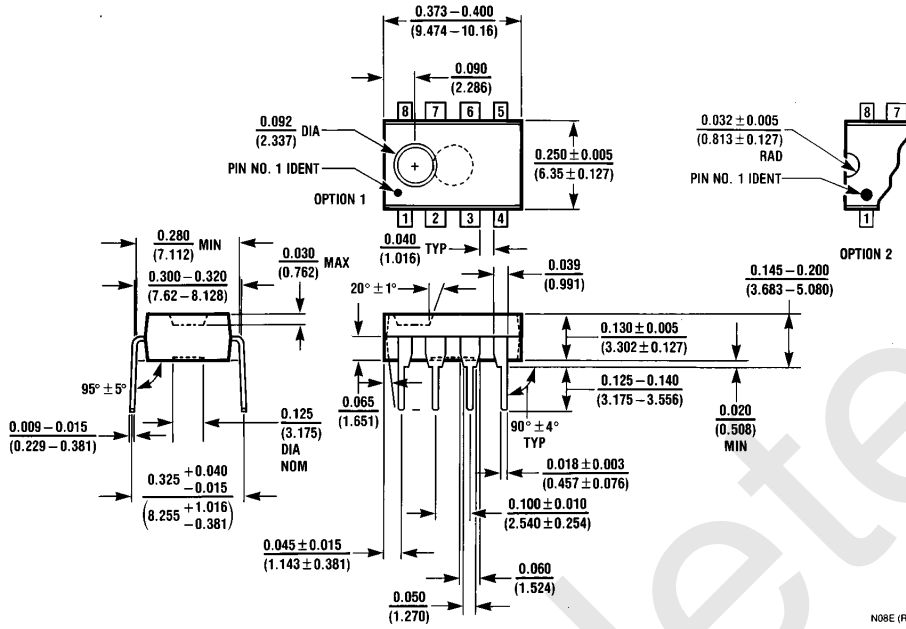 0.373 – 0.400
(9.474 – 10.16)
0.090
(2.286)
8 7 6 5
0.092 DIA
(2.337)
PIN NO. 1 IDENT
OPTION 1
1 2 3 4
0.250 ± 0.005
(6.35 ± 0.127)
0.032 ± 0.005
(0.813 ± 0.127)
RAD
PIN NO. 1 IDENT
8 7
1
OPTION 2
0.280 MIN
(7.112)
0.300 – 0.320
(7.62 – 8.128)
0.030 MAX
(0.762)
0.040 TYP
(1.016)
0.039
(0.991)
20° ± 1°
0.145 – 0.200
(3.683 – 5.080)
0.130 ± 0.005
(3.302 ± 0.127)
0.125 – 0.140
(3.175 – 3.556)
0.020
(0.508)
MIN
95° ± 5°
0.009 – 0.015
(0.229 – 0.381)
0.125
(3.175)
DIA
NOM
0.065
(1.651)
90° ± 4°
TYP
0.018 ± 0.003
(0.457 ± 0.076)
0.325 +0.040 -0.015
(8.255 +1.016 -0.381)
0.100 ± 0.010
(2.540 ± 0.254)
0.045 ± 0.015
(1.143 ± 0.381)
0.060
(1.524)
0.050
(1.270)
N08E (R
lete